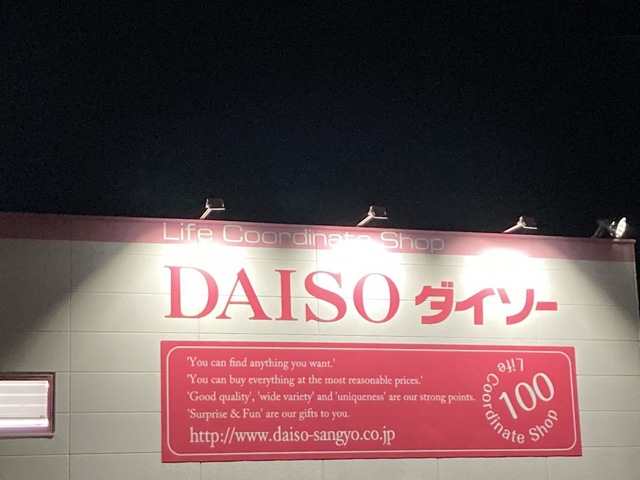 Life Coordinate Shop
DAISO ダイソー
'You can find anything you want.'
'You can buy everything at the most reasonable prices.'
'Good quality', 'wide variety' and 'uniqueness' are our strong points.
'Surprise & Fun' are our gifts to you.
http://www.daiso-sangyo.co.jp
100
Life Coordinate Shop